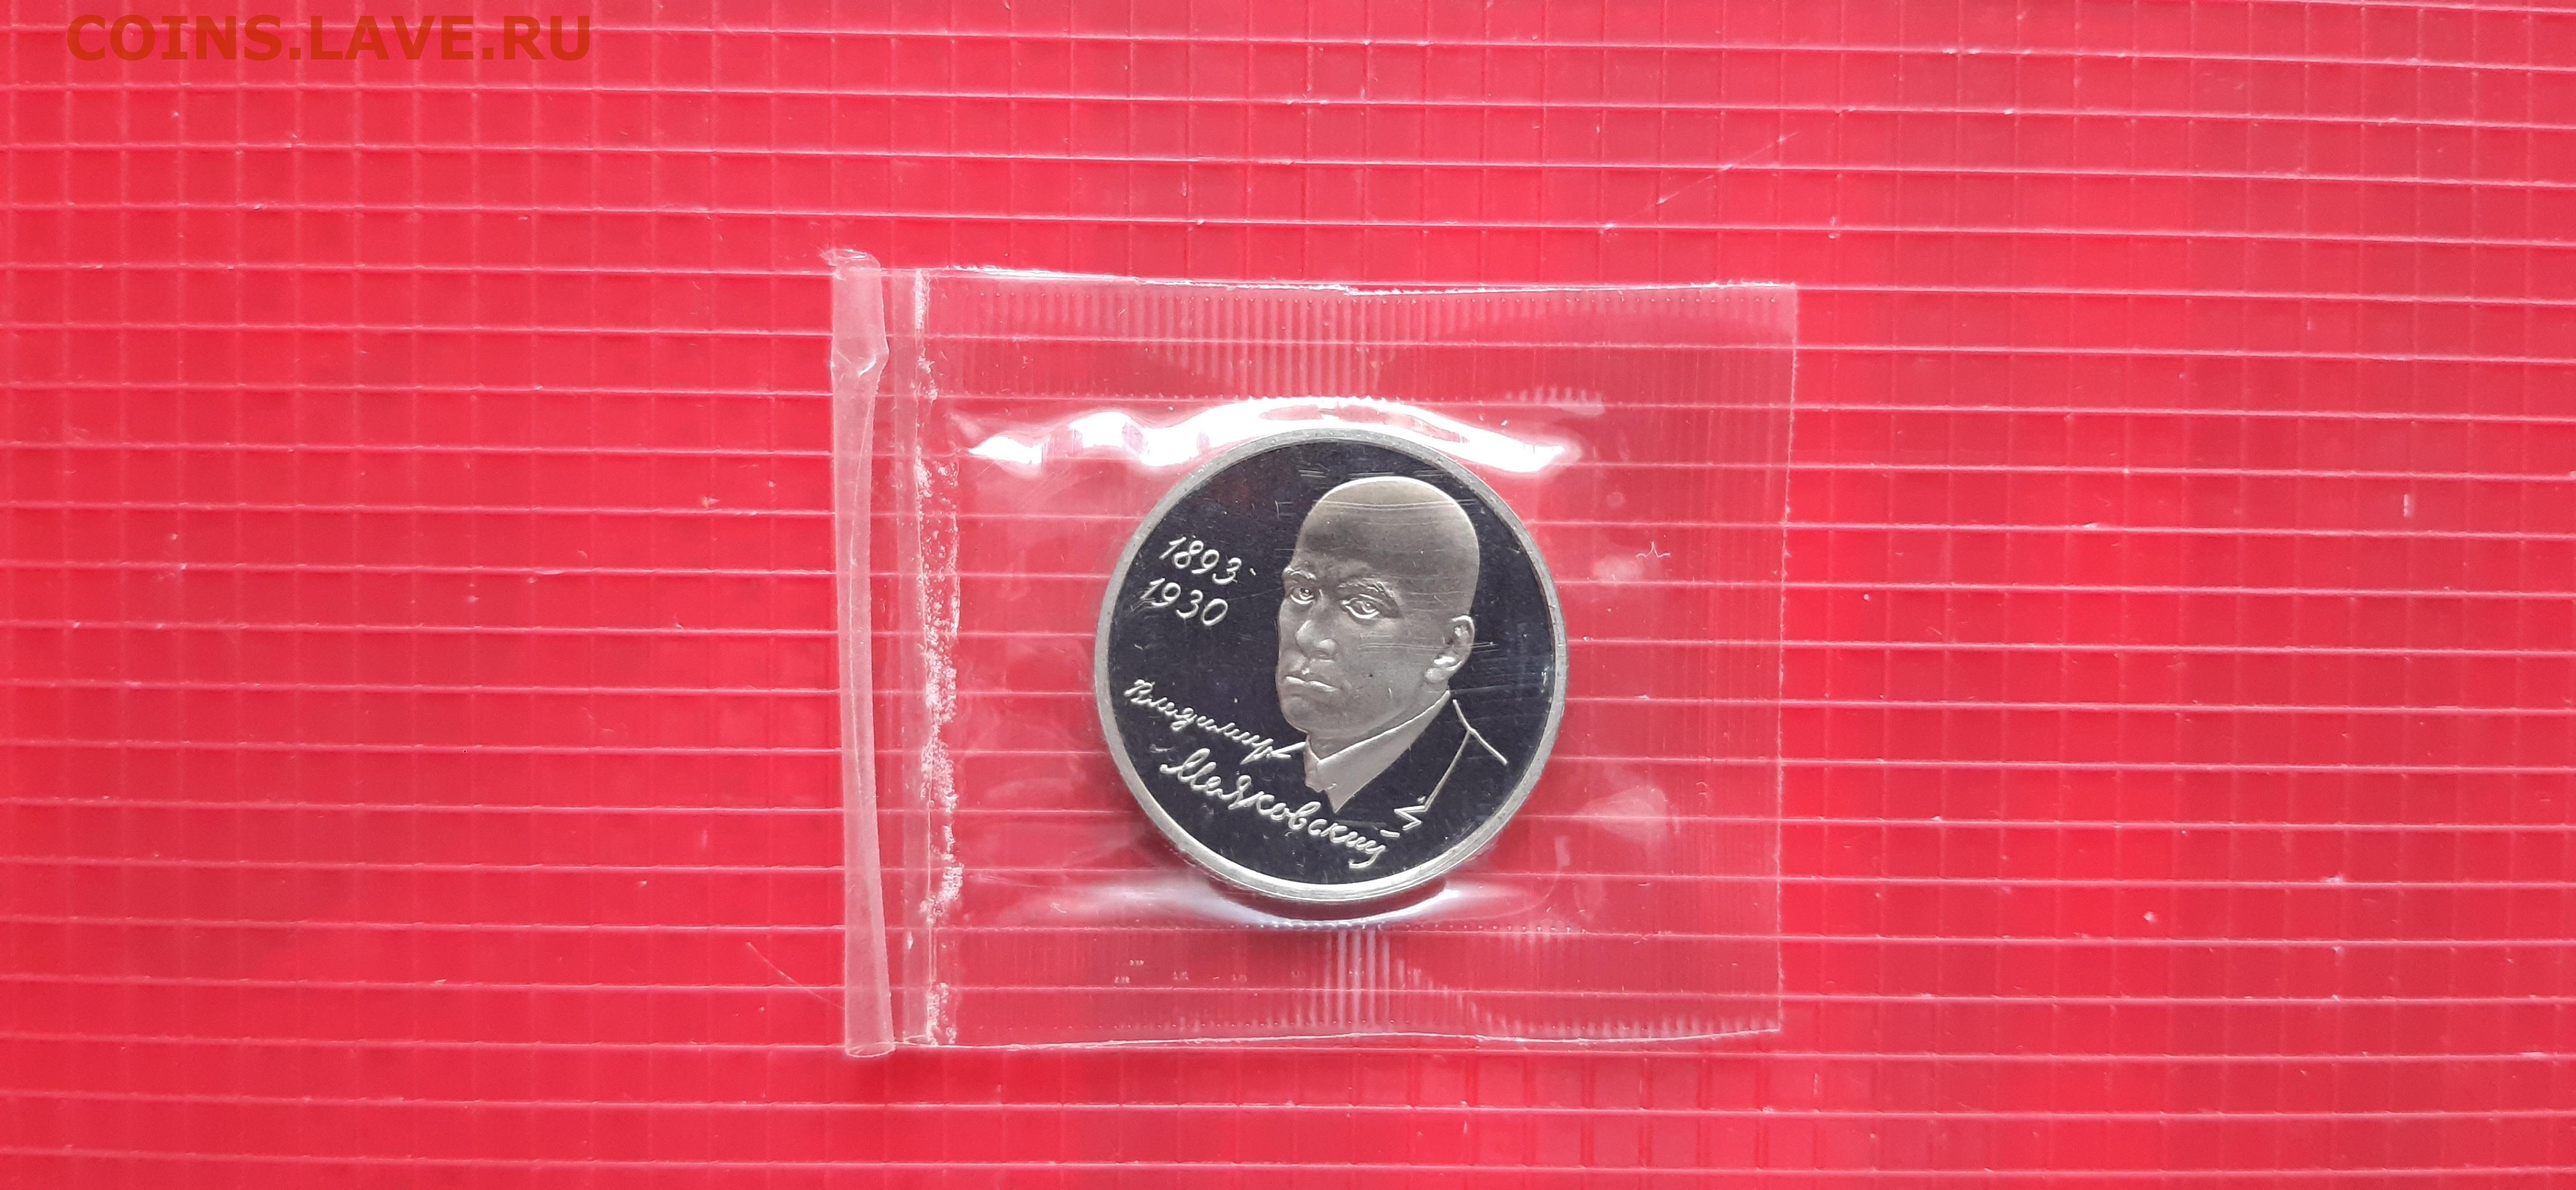 COINS.LAVE.RU
1893-
1930
Владимир
Маяковский